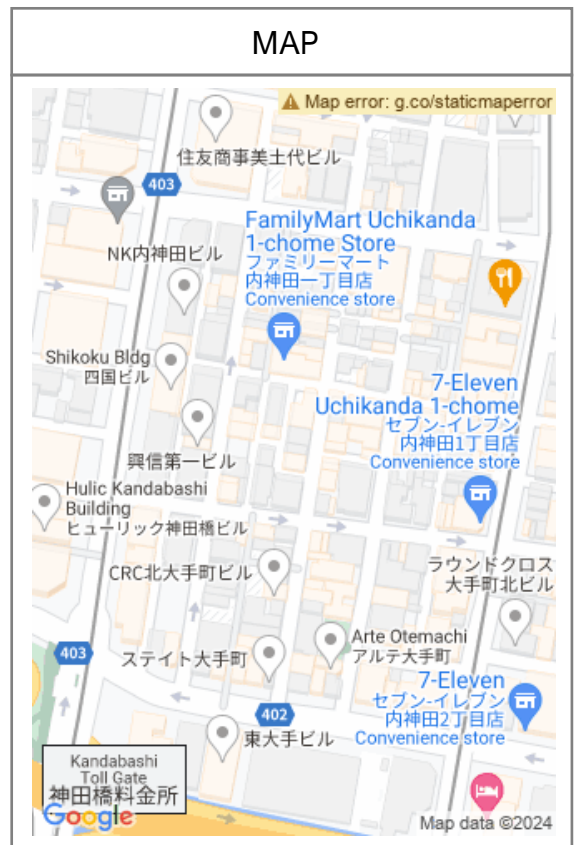 MAP
Map error: g.co/staticmaperror
住友商事美土代ビル
403
FamilyMart Uchikanda
1-chome Store
ファミリーマート
内神田一丁目店
Convenience store
NK内神田ビル
Shikoku Bldg
四国ビル
7-Eleven
Uchikanda 1-chome
セブン-イレブン
内神田1丁目店
Convenience store
興信第一ビル
Hulic Kandabashi
Building
ヒューリック神田橋ビル
CRC北大手町ビル
ラウンドクロス
大手町北ビル
Arte Otemachi
アルテ大手町
403
ステイト大手町
7-Eleven
セブン-イレブン
内神田2丁目店
Convenience store
402
東大手ビル
Kandabashi
Toll Gate
神田橋料金所
Google
Map data ©2024